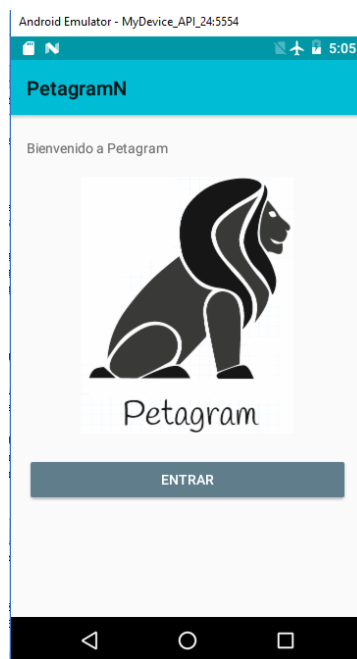 Android Emulator - MyDevice_API_24:5554
5:05
PetagramN
Bienvenido a Petagram
Petagram
ENTRAR